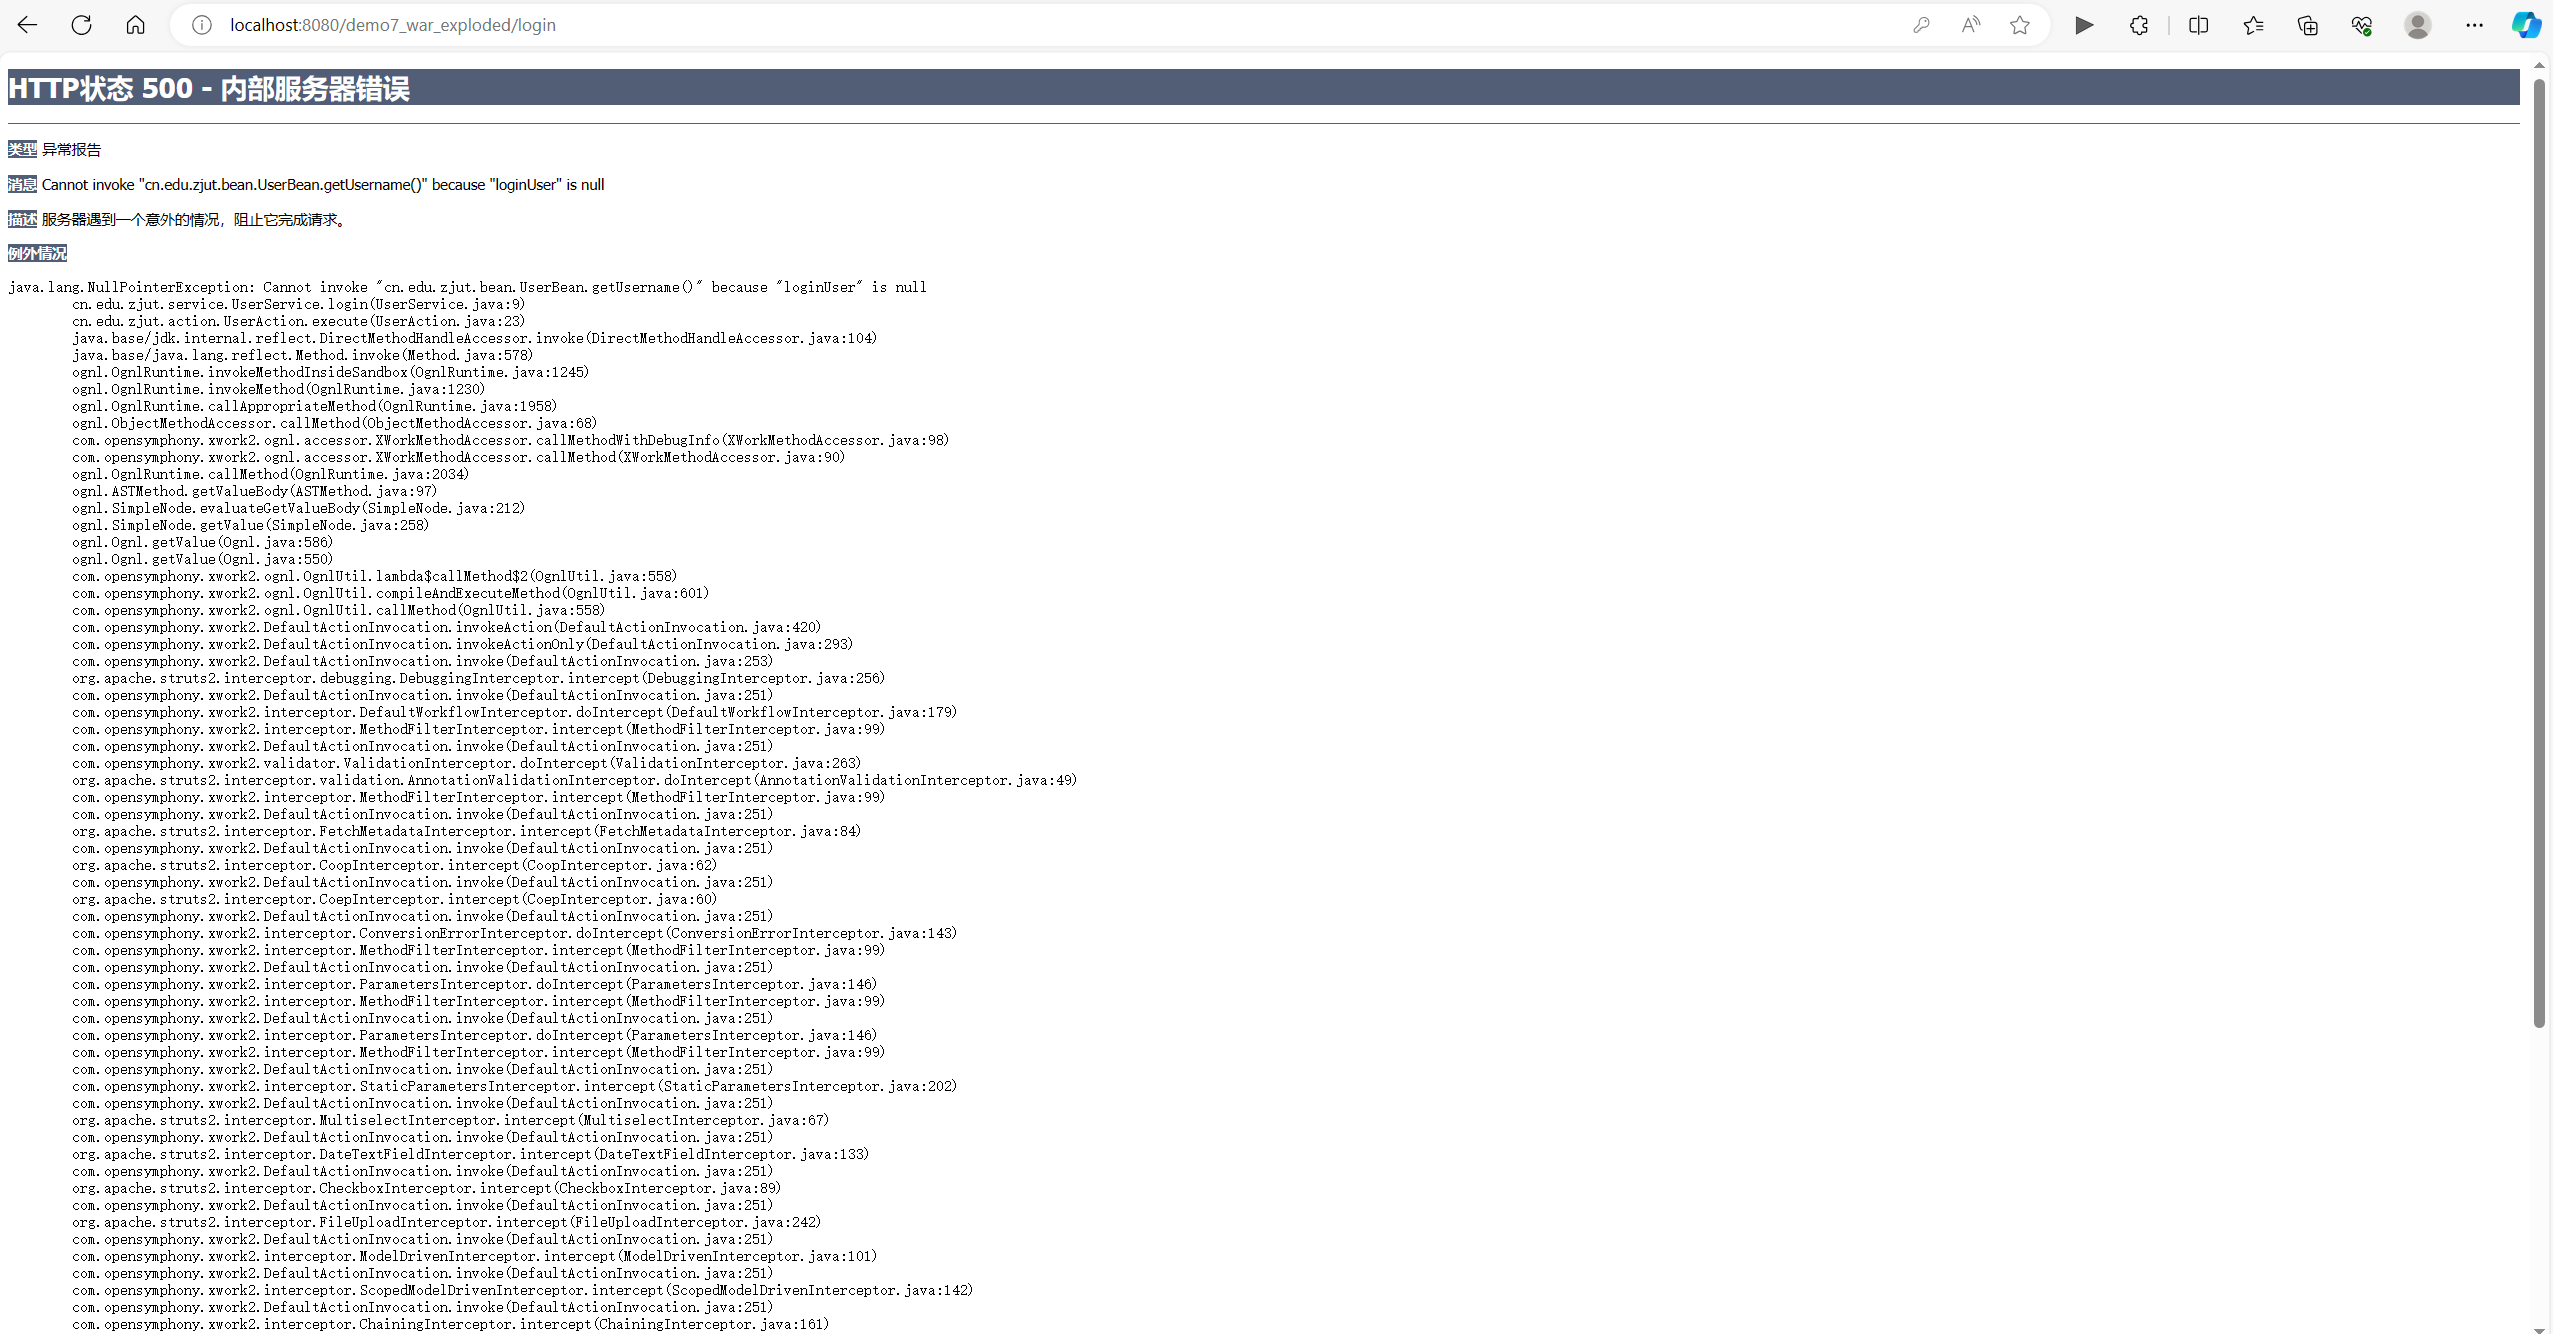 localhost:8080/demo7_war_exploded/login
HTTP状态 500 - 内部服务器错误
类型 异常报告
消息 Cannot invoke "cn.edu.zjut.bean.UserBean.getUsername()" because "loginUser" is null
描述 服务器遇到一个意外的情况，阻止它完成请求。
例外情况
java.lang.NullPointerException: Cannot invoke "cn.edu.zjut.bean.UserBean.getUsername()" because "loginUser" is null
cn.edu.zjut.service.UserService.login(UserService.java:9)
cn.edu.zjut.action.UserAction.execute(UserAction.java:23)
java.base/jdk.internal.reflect.DirectMethodHandleAccessor.invoke(DirectMethodHandleAccessor.java:104)
java.base/java.lang.reflect.Method.invoke(Method.java:578)
ognl.OgnlRuntime.invokeMethodInsideSandbox(OgnlRuntime.java:1245)
ognl.OgnlRuntime.invokeMethod(OgnlRuntime.java:1230)
ognl.OgnlRuntime.callAppropriateMethod(OgnlRuntime.java:1958)
ognl.ObjectMethodAccessor.callMethod(ObjectMethodAccessor.java:68)
com.opensymphony.xwork2.ognl.accessor.XWorkMethodAccessor.callMethodWithDebugInfo(XWorkMethodAccessor.java:98)
com.opensymphony.xwork2.ognl.accessor.XWorkMethodAccessor.callMethod(XWorkMethodAccessor.java:90)
ognl.OgnlRuntime.callMethod(OgnlRuntime.java:2034)
ognl.ASTMethod.getValueBody(ASTMethod.java:97)
ognl.SimpleNode.evaluateGetValueBody(SimpleNode.java:212)
ognl.SimpleNode.getValue(SimpleNode.java:258)
ognl.Ognl.getValue(Ognl.java:586)
ognl.Ognl.getValue(Ognl.java:550)
com.opensymphony.xwork2.ognl.OgnlUtil.lambda$callMethod$2(OgnlUtil.java:558)
com.opensymphony.xwork2.ognl.OgnlUtil.compileAndExecuteMethod(OgnlUtil.java:601)
com.opensymphony.xwork2.ognl.OgnlUtil.callMethod(OgnlUtil.java:558)
com.opensymphony.xwork2.DefaultActionInvocation.invokeAction(DefaultActionInvocation.java:420)
com.opensymphony.xwork2.DefaultActionInvocation.invokeActionOnly(DefaultActionInvocation.java:293)
com.opensymphony.xwork2.DefaultActionInvocation.invoke(DefaultActionInvocation.java:253)
org.apache.struts2.interceptor.debugging.DebuggingInterceptor.intercept(DebuggingInterceptor.java:256)
com.opensymphony.xwork2.DefaultActionInvocation.invoke(DefaultActionInvocation.java:251)
com.opensymphony.xwork2.interceptor.DefaultWorkflowInterceptor.doIntercept(DefaultWorkflowInterceptor.java:179)
com.opensymphony.xwork2.interceptor.MethodFilterInterceptor.intercept(MethodFilterInterceptor.java:99)
com.opensymphony.xwork2.DefaultActionInvocation.invoke(DefaultActionInvocation.java:251)
com.opensymphony.xwork2.validator.ValidationInterceptor.doIntercept(ValidationInterceptor.java:263)
org.apache.struts2.interceptor.validation.AnnotationValidationInterceptor.doIntercept(AnnotationValidationInterceptor.java:49)
com.opensymphony.xwork2.interceptor.MethodFilterInterceptor.intercept(MethodFilterInterceptor.java:99)
com.opensymphony.xwork2.DefaultActionInvocation.invoke(DefaultActionInvocation.java:251)
org.apache.struts2.interceptor.FetchMetadataInterceptor.intercept(FetchMetadataInterceptor.java:84)
com.opensymphony.xwork2.DefaultActionInvocation.invoke(DefaultActionInvocation.java:251)
org.apache.struts2.interceptor.CoopInterceptor.intercept(CoopInterceptor.java:62)
com.opensymphony.xwork2.DefaultActionInvocation.invoke(DefaultActionInvocation.java:251)
org.apache.struts2.interceptor.CoepInterceptor.intercept(CoepInterceptor.java:60)
com.opensymphony.xwork2.DefaultActionInvocation.invoke(DefaultActionInvocation.java:251)
com.opensymphony.xwork2.interceptor.ConversionErrorInterceptor.doIntercept(ConversionErrorInterceptor.java:143)
com.opensymphony.xwork2.interceptor.MethodFilterInterceptor.intercept(MethodFilterInterceptor.java:99)
com.opensymphony.xwork2.DefaultActionInvocation.invoke(DefaultActionInvocation.java:251)
com.opensymphony.xwork2.interceptor.ParametersInterceptor.doIntercept(ParametersInterceptor.java:146)
com.opensymphony.xwork2.interceptor.MethodFilterInterceptor.intercept(MethodFilterInterceptor.java:99)
com.opensymphony.xwork2.DefaultActionInvocation.invoke(DefaultActionInvocation.java:251)
com.opensymphony.xwork2.interceptor.ParametersInterceptor.doIntercept(ParametersInterceptor.java:146)
com.opensymphony.xwork2.interceptor.MethodFilterInterceptor.intercept(MethodFilterInterceptor.java:99)
com.opensymphony.xwork2.DefaultActionInvocation.invoke(DefaultActionInvocation.java:251)
com.opensymphony.xwork2.interceptor.StaticParametersInterceptor.intercept(StaticParametersInterceptor.java:202)
com.opensymphony.xwork2.DefaultActionInvocation.invoke(DefaultActionInvocation.java:251)
org.apache.struts2.interceptor.MultiselectInterceptor.intercept(MultiselectInterceptor.java:67)
com.opensymphony.xwork2.DefaultActionInvocation.invoke(DefaultActionInvocation.java:251)
org.apache.struts2.interceptor.DateTextFieldInterceptor.intercept(DateTextFieldInterceptor.java:133)
com.opensymphony.xwork2.DefaultActionInvocation.invoke(DefaultActionInvocation.java:251)
org.apache.struts2.interceptor.CheckboxInterceptor.intercept(CheckboxInterceptor.java:89)
com.opensymphony.xwork2.DefaultActionInvocation.invoke(DefaultActionInvocation.java:251)
org.apache.struts2.interceptor.FileUploadInterceptor.intercept(FileUploadInterceptor.java:242)
com.opensymphony.xwork2.DefaultActionInvocation.invoke(DefaultActionInvocation.java:251)
com.opensymphony.xwork2.interceptor.ModelDrivenInterceptor.intercept(ModelDrivenInterceptor.java:101)
com.opensymphony.xwork2.DefaultActionInvocation.invoke(DefaultActionInvocation.java:251)
com.opensymphony.xwork2.interceptor.ScopedModelDrivenInterceptor.intercept(ScopedModelDrivenInterceptor.java:142)
com.opensymphony.xwork2.DefaultActionInvocation.invoke(DefaultActionInvocation.java:251)
com.opensymphony.xwork2.interceptor.ChainingInterceptor.intercept(ChainingInterceptor.java:161)